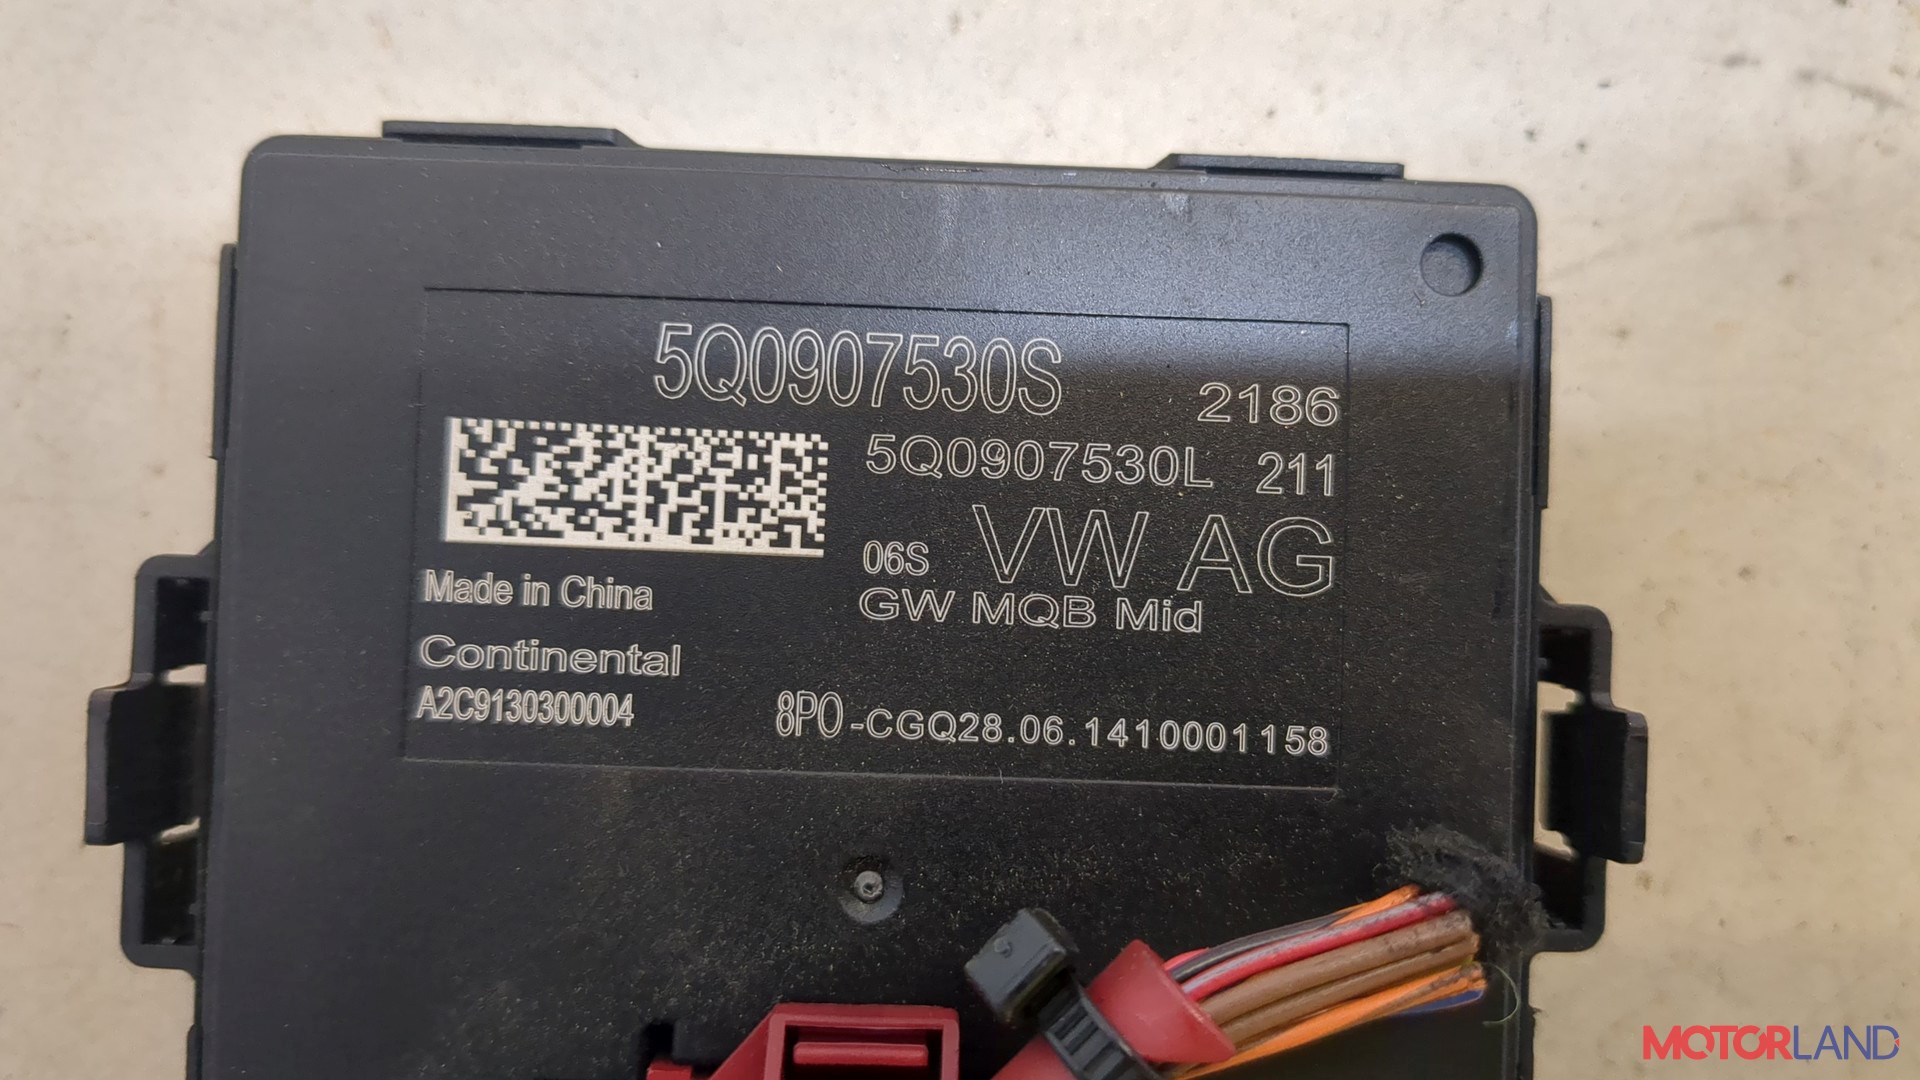 5Q0907530S
2186
5Q0907530L 211
06S VW AG
GW MQB Mid
Made in China
Continental
A2C9130300004
8PO-CGQ28.06.1410001158
MOTORLAND